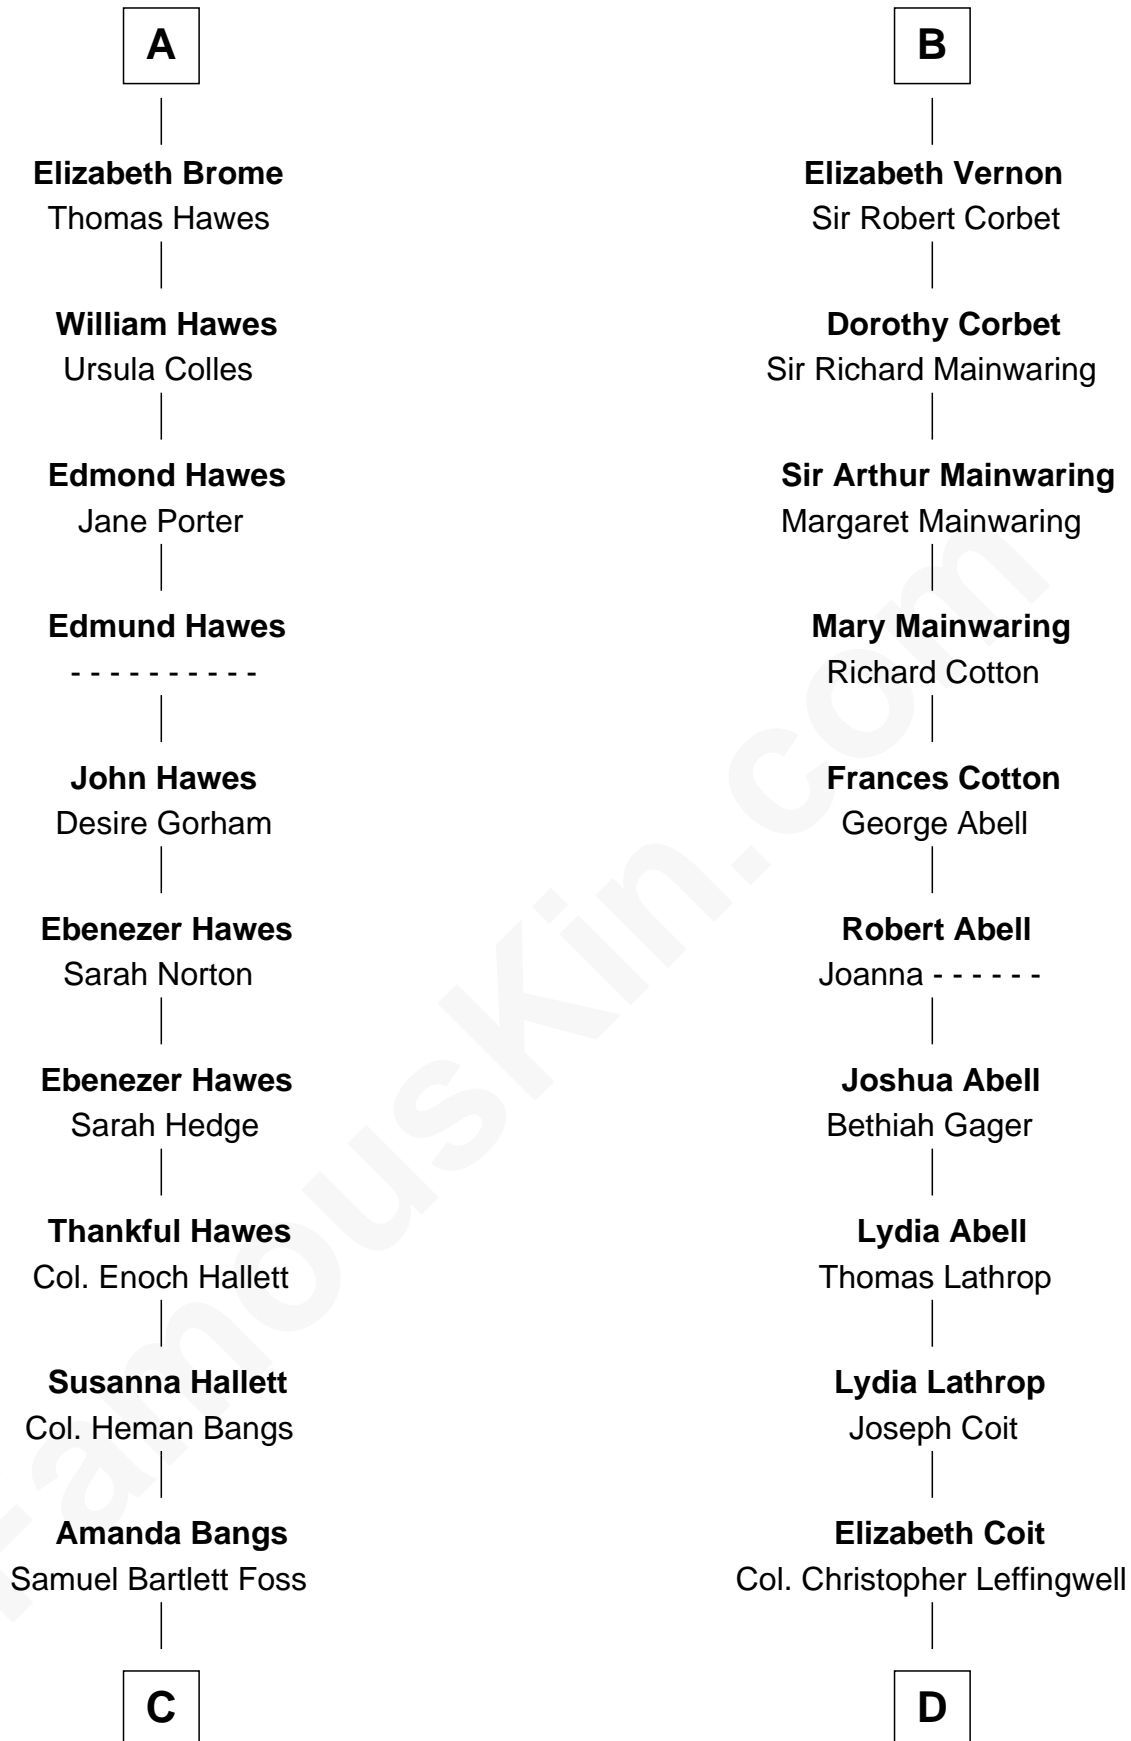 A
Elizabeth Brome
Thomas Hawes
William Hawes
Ursula Colles
Edmond Hawes
Jane Porter
Edmund Hawes
- - - - - - - - - -
John Hawes
Desire Gorham
Ebenezer Hawes
Sarah Norton
Ebenezer Hawes
Sarah Hedge
Thankful Hawes
Col. Enoch Hallett
Susanna Hallett
Col. Heman Bangs
Amanda Bangs
Samuel Bartlett Foss
C
B
Elizabeth Vernon
Sir Robert Corbet
Dorothy Corbet
Sir Richard Mainwaring
Sir Arthur Mainwaring
Margaret Mainwaring
Mary Mainwaring
Richard Cotton
Frances Cotton
George Abell
Robert Abell
Joanna - - - - - -
Joshua Abell
Bethiah Gager
Lydia Abell
Thomas Lathrop
Lydia Lathrop
Joseph Coit
Elizabeth Coit
Col. Christopher Leffingwell
D
FamousKin.com